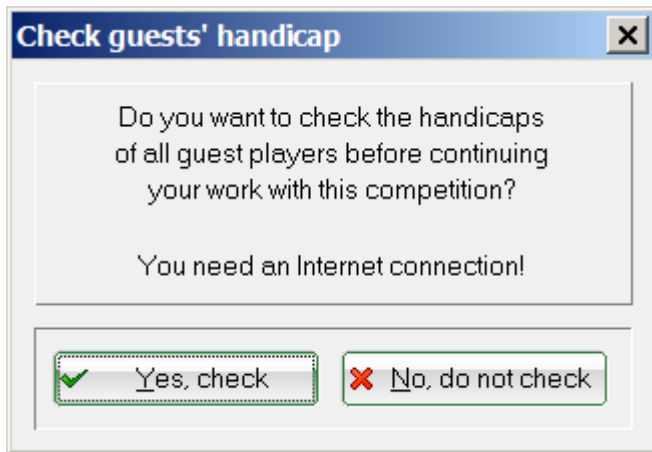 Check guests' handicap
Do you want to check the handicaps
of all guest players before continuing
your work with this competition?
You need an Internet connection!
Yes, check
No, do not check